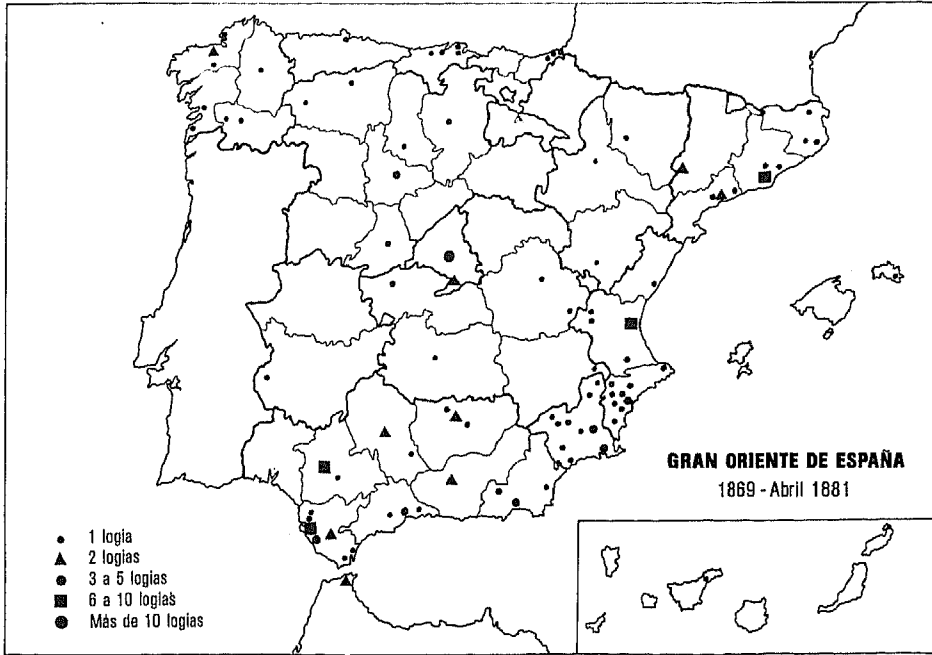 GRAN ORIENTE DE ESPAÑA
1869 - Abril 1881
1 logia
2 logias
3 a 5 logias
6 a 10 logias
Más de 10 logias